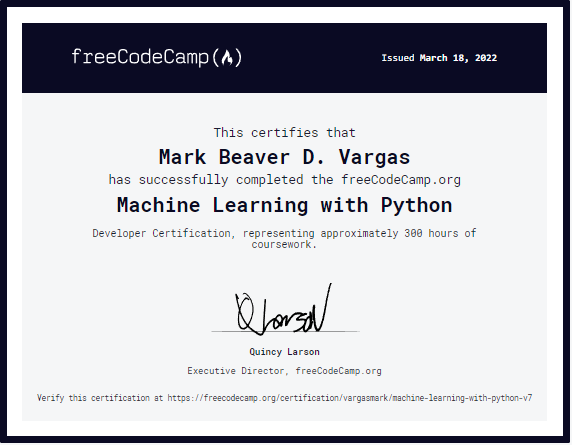 freeCodeCamp
Issued March 18, 2022
This certifies that
Mark Beaver D. Vargas
has successfully completed the freeCodeCamp.org
Machine Learning with Python
Developer Certification, representing approximately 300 hours of
coursework.
Q Larson
Quincy Larson
Executive Director, freeCodeCamp.org
Verify this certification at https://freecodecamp.org/certification/vargasmark/machine-learning-with-python-v7